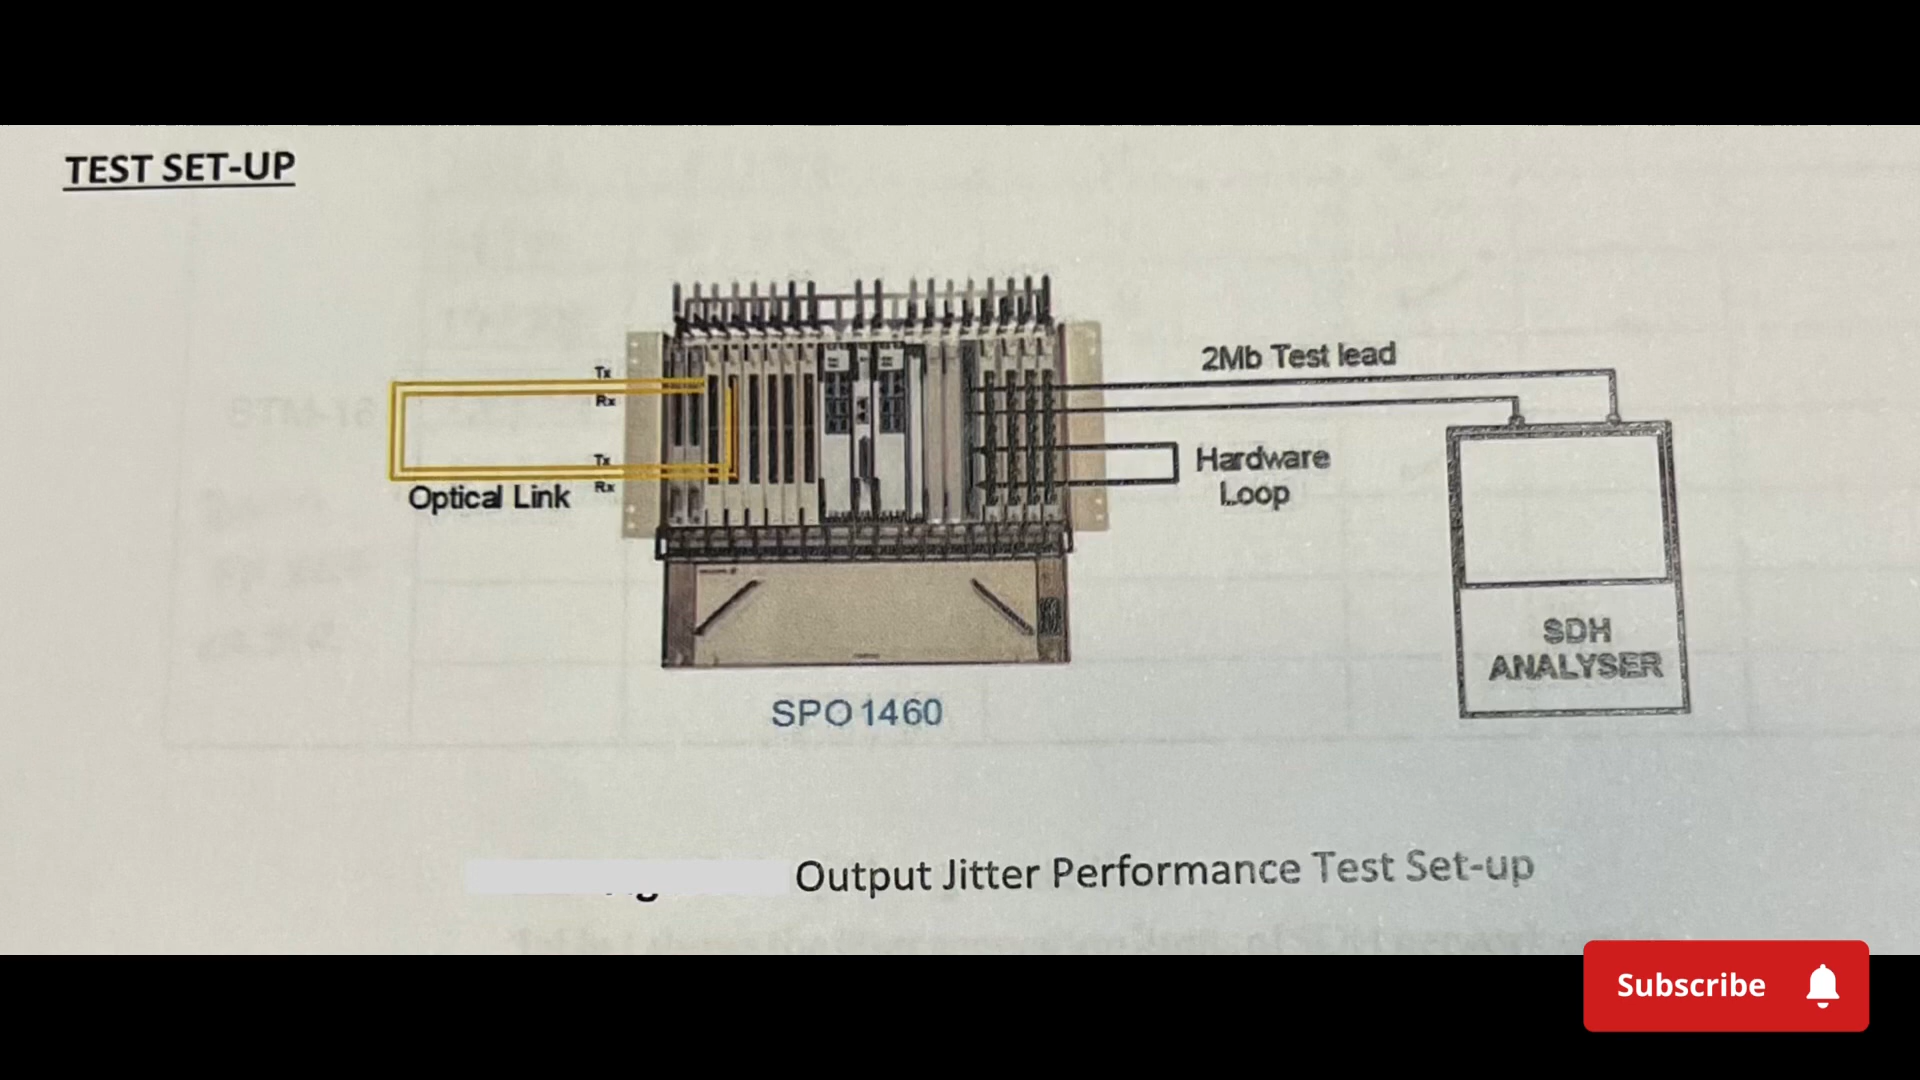 TEST SET-UP
Tx
Rx
Tx
Rx
Optical Link
2Mb Test lead
Hardware
Loop
SDH
ANALYSER
SPO 1460
Output Jitter Performance Test Set-up
Subscribe